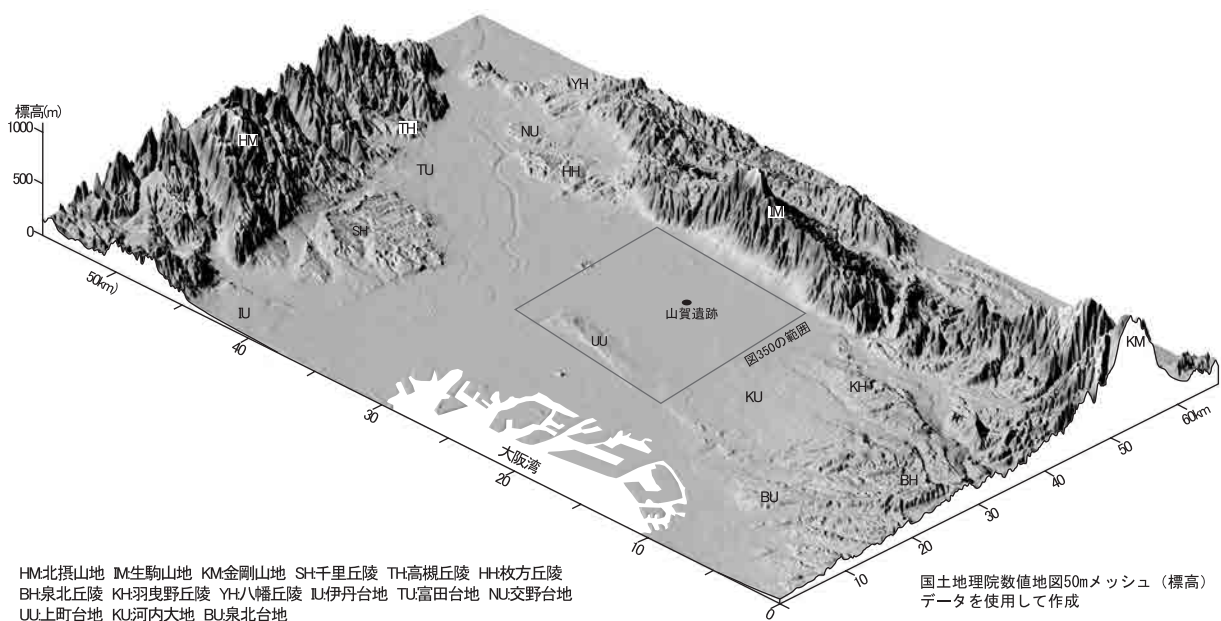 標高(m)
1000
500
0
50km)
40
30
20
10
0
10
20
30
40
50
60km
HM
TH
TU
NU
YH
HH
SH
IU
IM
UU
KU
KH
BH
BU
KM
山賀遺跡
図350の範囲
大阪湾
HM:北摂山地 IM:生駒山地 KM:金剛山地 SH:千里丘陵 TH:高槻丘陵 HH:枚方丘陵
BH:泉北丘陵 KH:羽曳野丘陵 YH:八幡丘陵 IU:伊丹台地 TU:富田台地 NU:交野台地
UU:上町台地 KU:河内大地 BU:泉北台地
国土地理院数値地図50mメッシュ（標高）
データを使用して作成